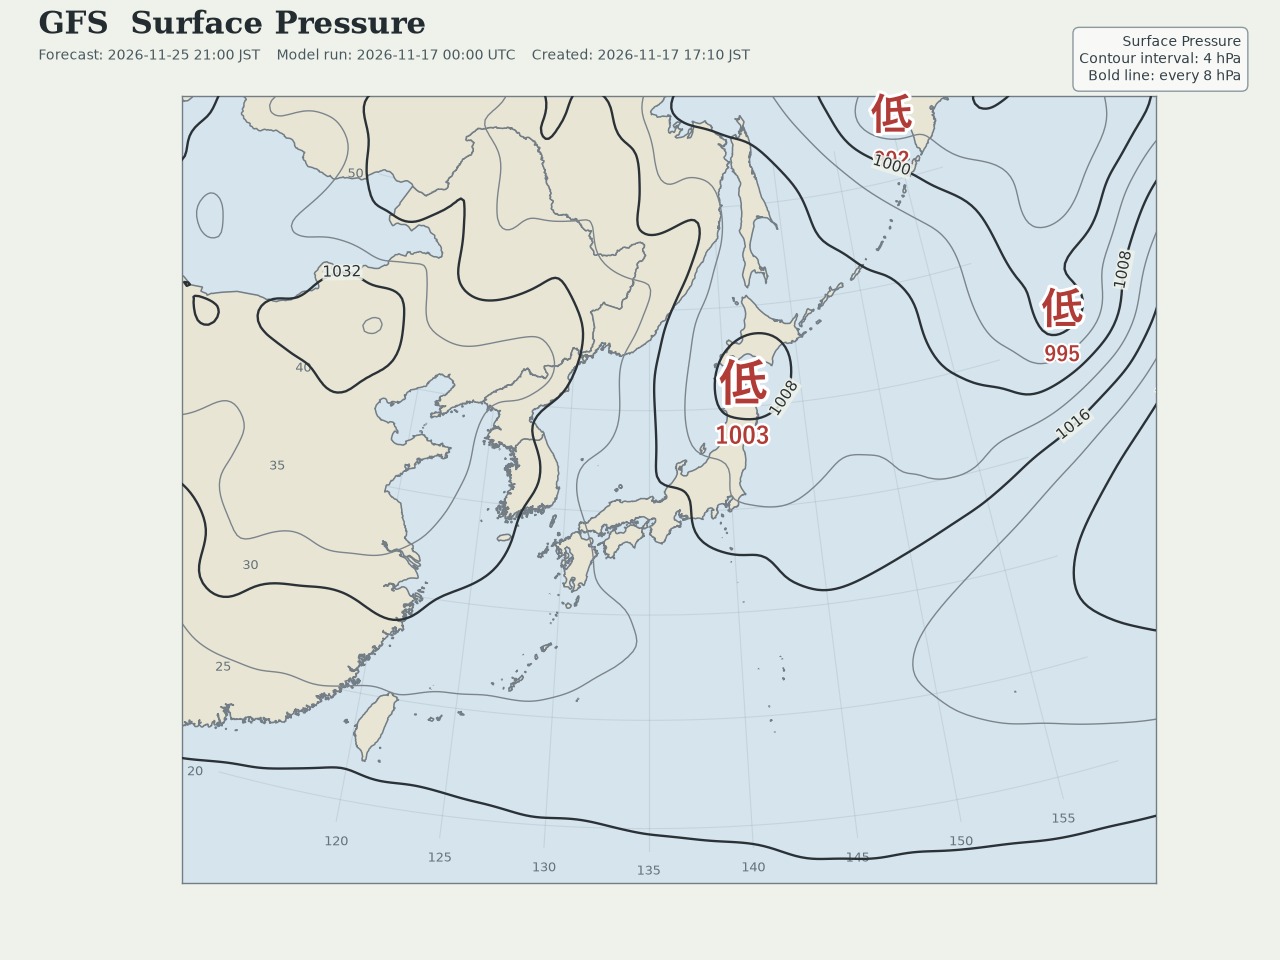 GFS Surface Pressure
Forecast: 2026-11-25 21:00 JST Model run: 2026-11-17 00:00 UTC Created: 2026-11-17 17:10 JST
Surface Pressure
Contour interval: 4 hPa
Bold line: every 8 hPa
低
992
1000
50
1032
1008
低
995
40
低
1008
1003
1016
35
30
25
20
155
120
150
125
145
130
140
135